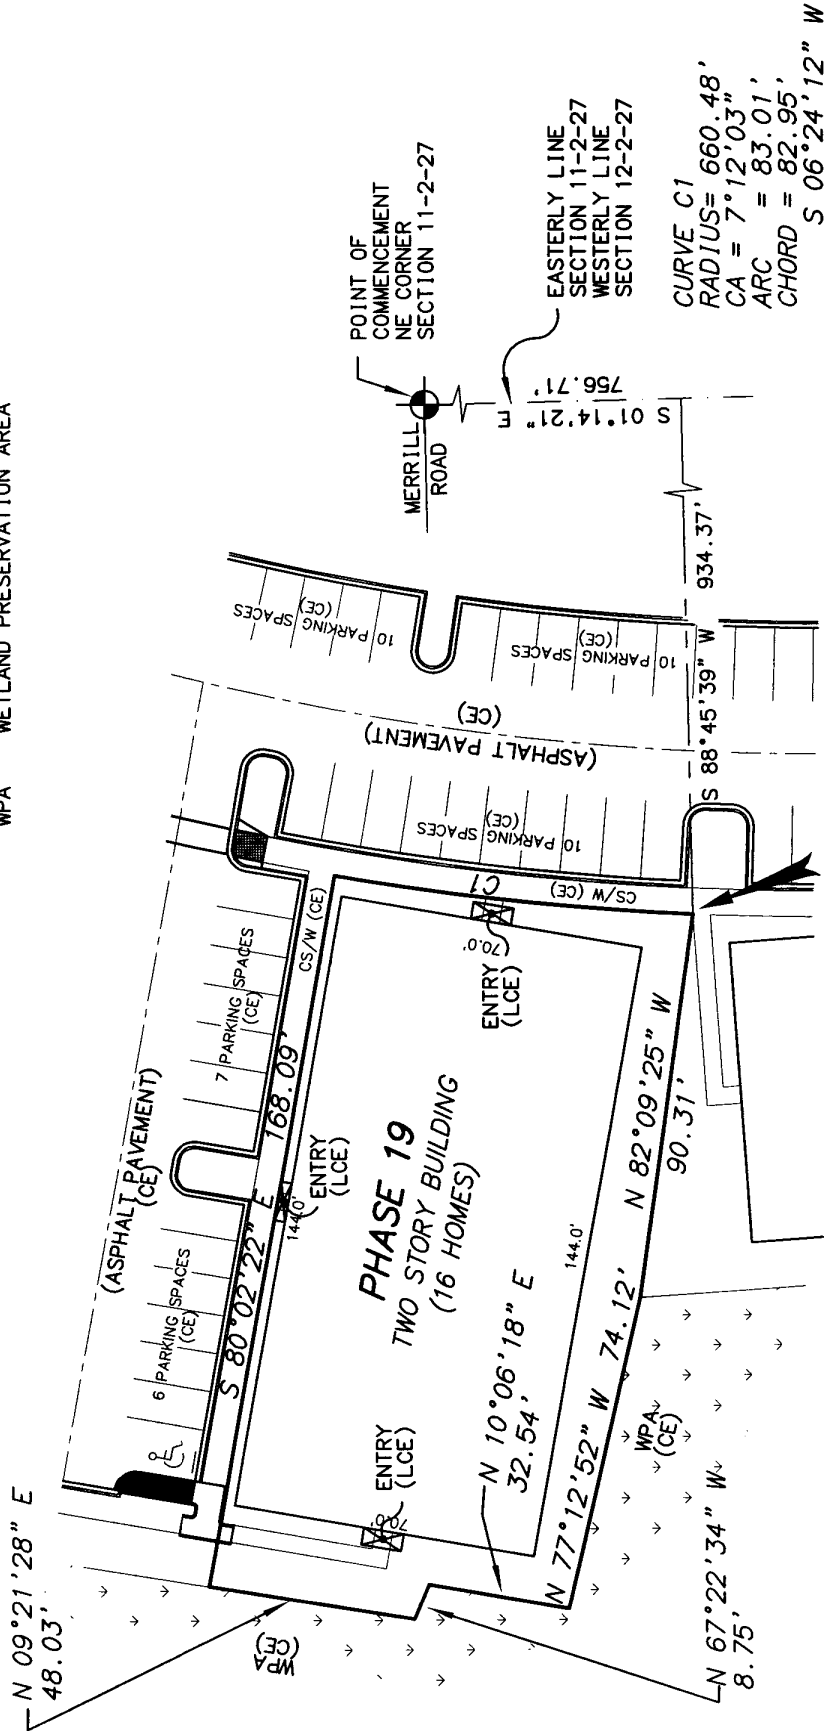 WPA WETLAND PRESERVATION AREA
N 09°21'28" E
48.03'
(ASPHALT PAVEMENT)
(CE)
6 PARKING SPACES
(CE)
7 PARKING SPACES
(CE)
S 80°02'22" E 168.09'
CS/W (CE)
WPA
(CE)
ENTRY
(LCE)
70.0'
144.0'
ENTRY
(LCE)
PHASE 19
TWO STORY BUILDING
(16 HOMES)
ENTRY
(LCE)
70.0'
C1
CS/W (CE)
10 PARKING SPACES
(CE)
(ASPHALT PAVEMENT)
(CE)
10 PARKING SPACES
(CE)
10 PARKING SPACES
(CE)
N 10°06'18" E
32.54'
144.0'
N 77°12'52" W 74.12'
N 82°09'25" W
90.31'
WPA
(CE)
N 67°22'34" W
8.75'
S 88°45'39" W 934.37'
MERRILL
ROAD
POINT OF
COMMENCEMENT
NE CORNER
SECTION 11-2-27
S 01°14'21" E
756.71'
EASTERLY LINE
SECTION 11-2-27
WESTERLY LINE
SECTION 12-2-27
CURVE C1
RADIUS= 660.48'
CA = 7°12'03"
ARC = 83.01'
CHORD = 82.95'
S 06°24'12" W